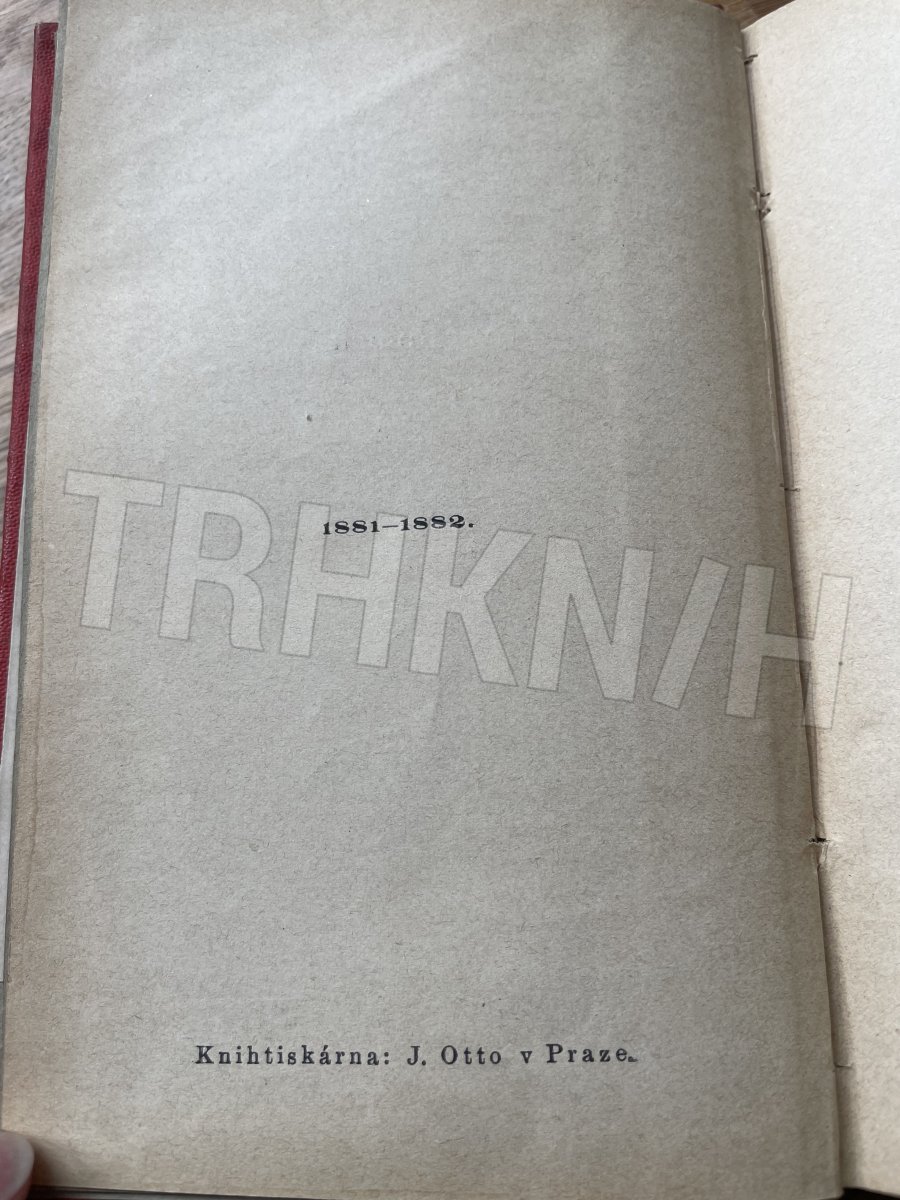 1881–1882.
TRHKNIH
Knihtiskárna: J. Otto v Praze.